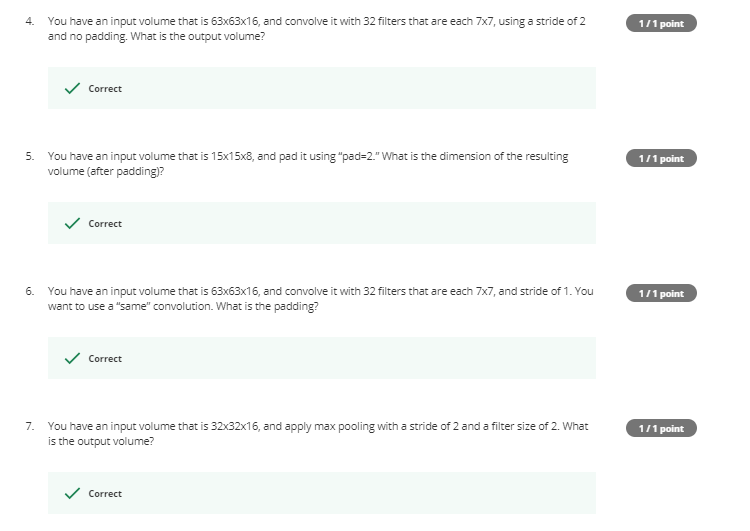 4. You have an input volume that is 63x63x16, and convolve it with 32 filters that are each 7x7, using a stride of 2
1 / 1 point
and no padding. What is the output volume?
Correct
5. You have an input volume that is 15x15x8, and pad it using "pad=2." What is the dimension of the resulting
1 / 1 point
volume (after padding)?
Correct
6. You have an input volume that is 63x63x16, and convolve it with 32 filters that are each 7x7, and stride of 1. You
1 / 1 point
want to use a "same" convolution. What is the padding?
Correct
7. You have an input volume that is 32x32x16, and apply max pooling with a stride of 2 and a filter size of 2. What
1 / 1 point
is the output volume?
Correct